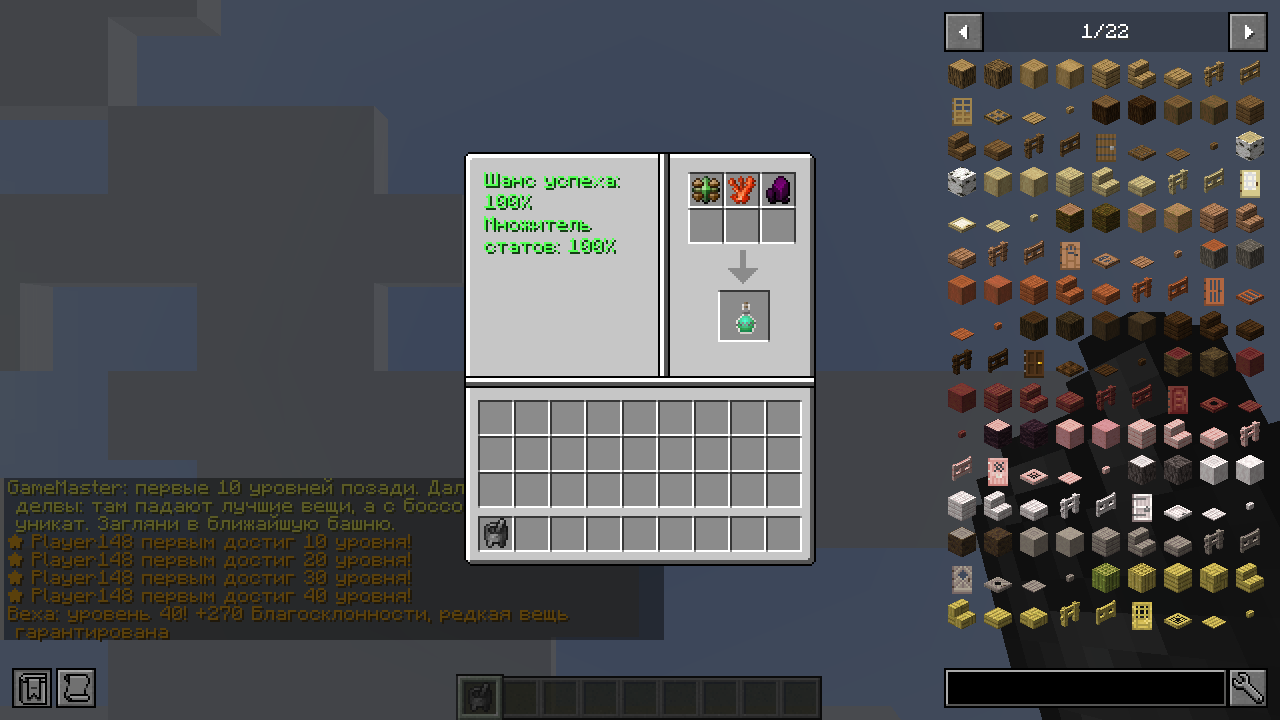 1/22
Шанс успеха:
100%
Множитель
статов: 100%
GameMaster: первые 10 уровней позади. Дал
делвы: там падают лучшие вещи, а с боссо
уникат. Загляни в ближайшую башню.
★ Player148 первым достиг 10 уровня!
★ Player148 первым достиг 20 уровня!
★ Player148 первым достиг 30 уровня!
★ Player148 первым достиг 40 уровня!
Веха: уровень 40! +270 Благосклонности, редкая вещь
гарантирована